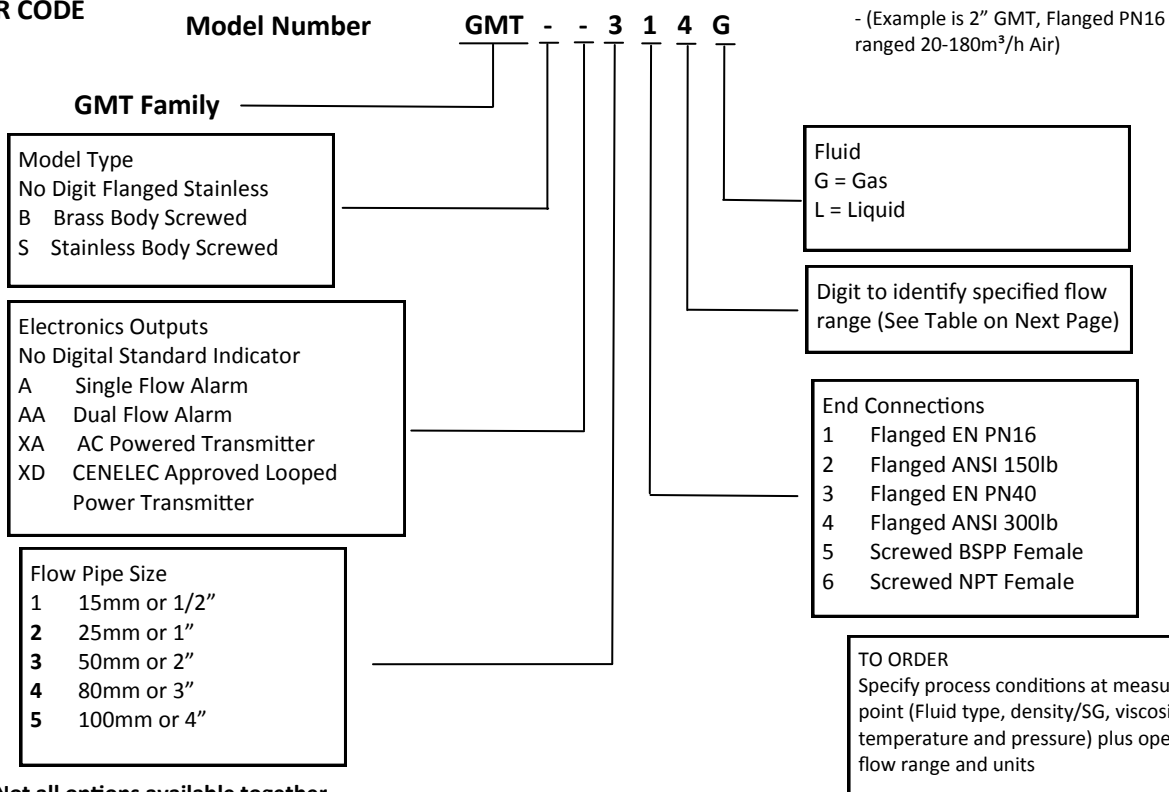 R CODE
Model Number GMT - - 3 1 4 G
- (Example is 2” GMT, Flanged PN16
ranged 20-180m³/h Air)
GMT Family
Model Type
No Digit Flanged Stainless
B Brass Body Screwed
S Stainless Body Screwed
Fluid
G = Gas
L = Liquid
Digit to identify specified flow
range (See Table on Next Page)
Electronics Outputs
No Digital Standard Indicator
A Single Flow Alarm
AA Dual Flow Alarm
XA AC Powered Transmitter
XD CENELEC Approved Looped
Power Transmitter
End Connections
1 Flanged EN PN16
2 Flanged ANSI 150lb
3 Flanged EN PN40
4 Flanged ANSI 300lb
5 Screwed BSPP Female
6 Screwed NPT Female
Flow Pipe Size
1 15mm or 1/2”
2 25mm or 1”
3 50mm or 2”
4 80mm or 3”
5 100mm or 4”
TO ORDER
Specify process conditions at measu
point (Fluid type, density/SG, viscosi
temperature and pressure) plus ope
flow range and units
Not all options available together